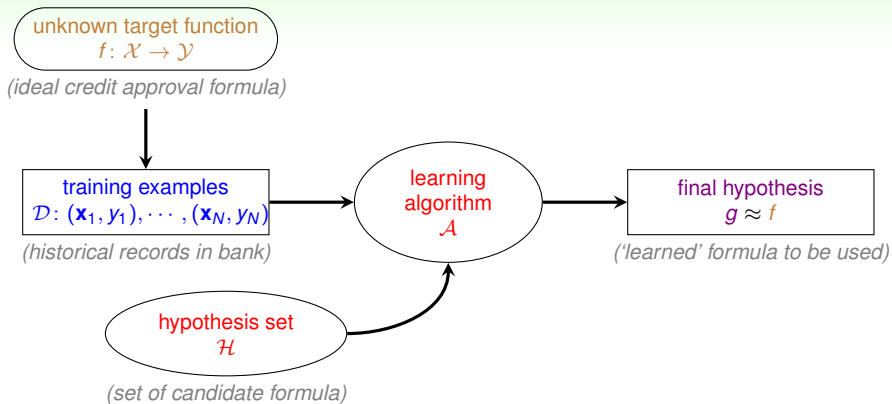 unknown target function
f : 𝒳 → 𝒴
(ideal credit approval formula)
training examples
𝒟 : (𝐱₁, y₁), ⋯ , (𝐱_N, y_N)
(historical records in bank)
learning
algorithm
𝒜
final hypothesis
g ≈ f
(‘learned’ formula to be used)
hypothesis set
ℋ
(set of candidate formula)